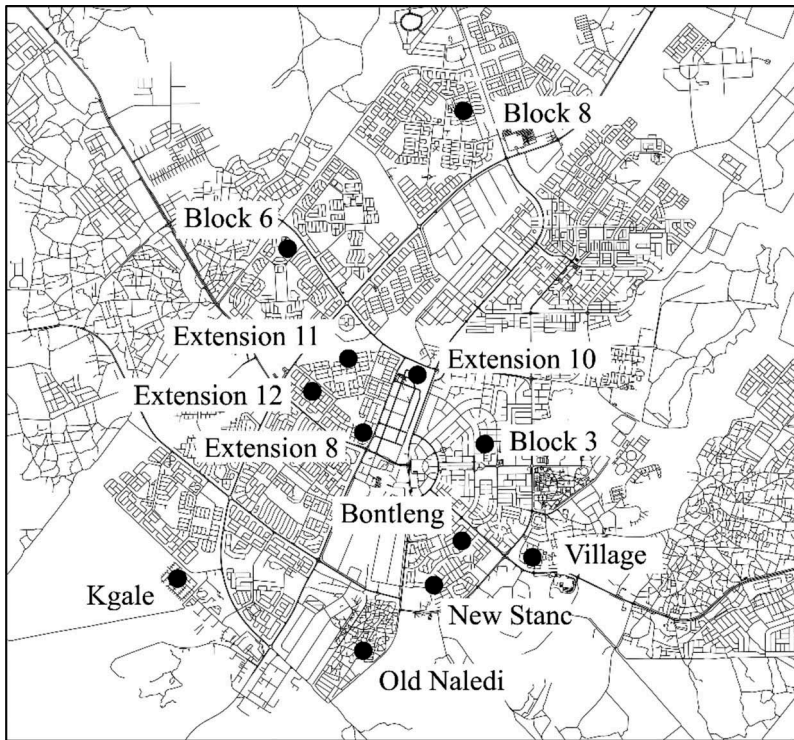 Block 8
Block 6
Extension 11
Extension 10
Extension 12
Extension 8
Block 3
Bontleng
Village
Kgale
New Stanc
Old Naledi